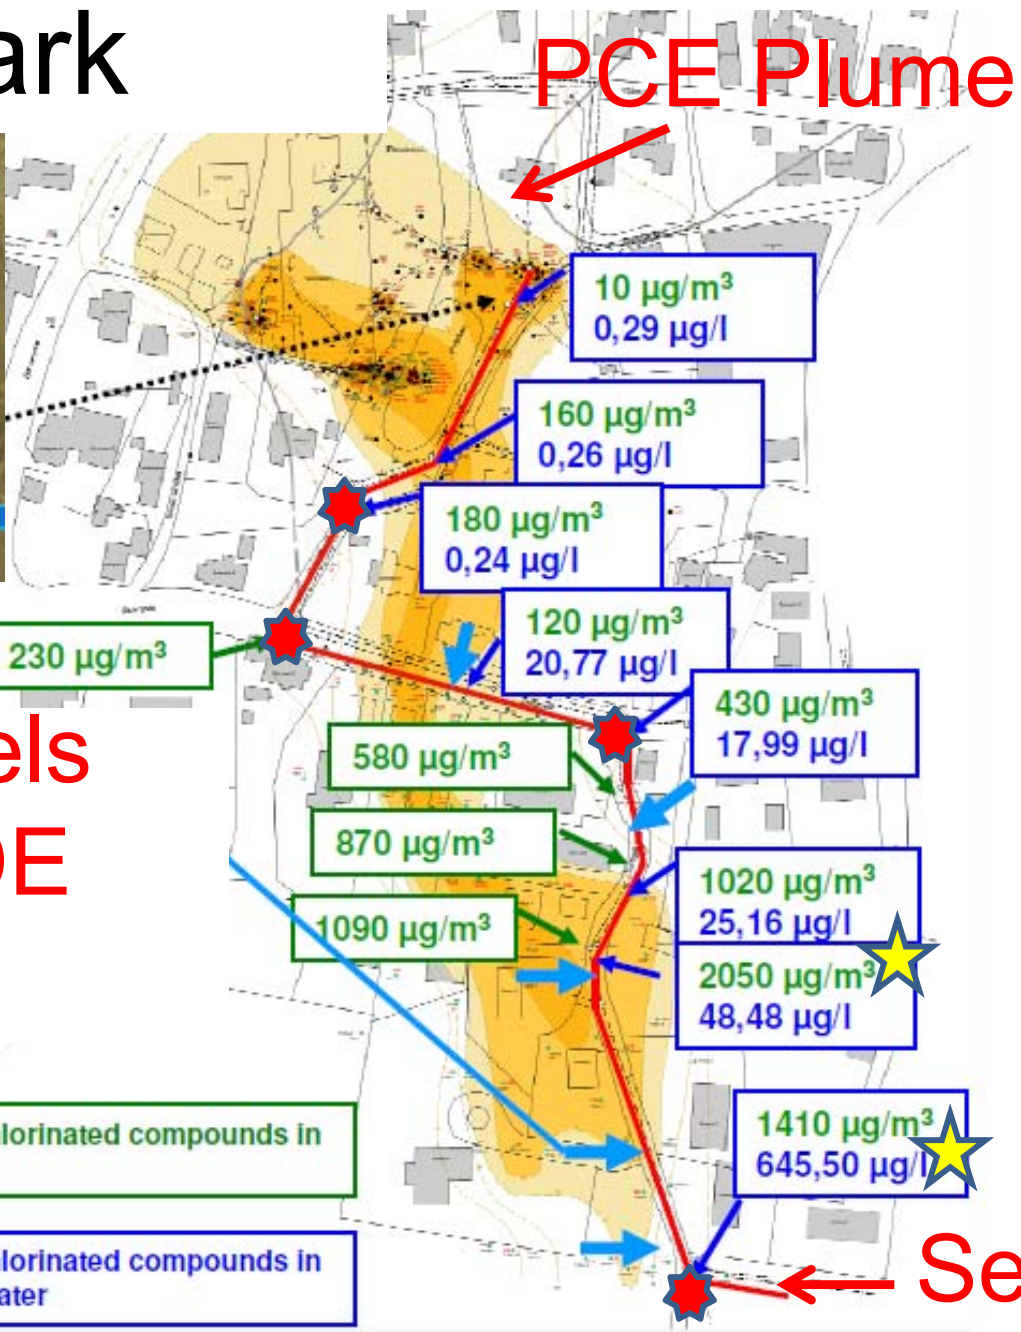 ark
PCE Plume
10 µg/m³
0,29 µg/l
160 µg/m³
0,26 µg/l
180 µg/m³
0,24 µg/l
120 µg/m³
20,77 µg/l
230 µg/m³
430 µg/m³
17,99 µg/l
els
580 µg/m³
DE
870 µg/m³
1020 µg/m³
25,16 µg/l
1090 µg/m³
2050 µg/m³
48,48 µg/l
lorinated compounds in
1410 µg/m³
645,50 µg/l
lorinated compounds in
ater
Se